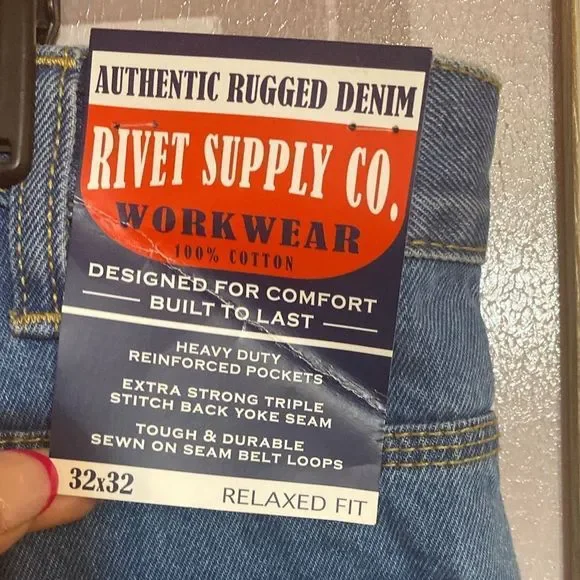 AUTHENTIC RUGGED DENIM
RIVET SUPPLY CO.
WORKWEAR
100% COTTON
DESIGNED FOR COMFORT
BUILT TO LAST
HEAVY DUTY
REINFORCED POCKETS
EXTRA STRONG TRIPLE
STITCH BACK YOKE SEAM
TOUGH & DURABLE
SEWN ON SEAM BELT LOOPS
32x32
RELAXED FIT